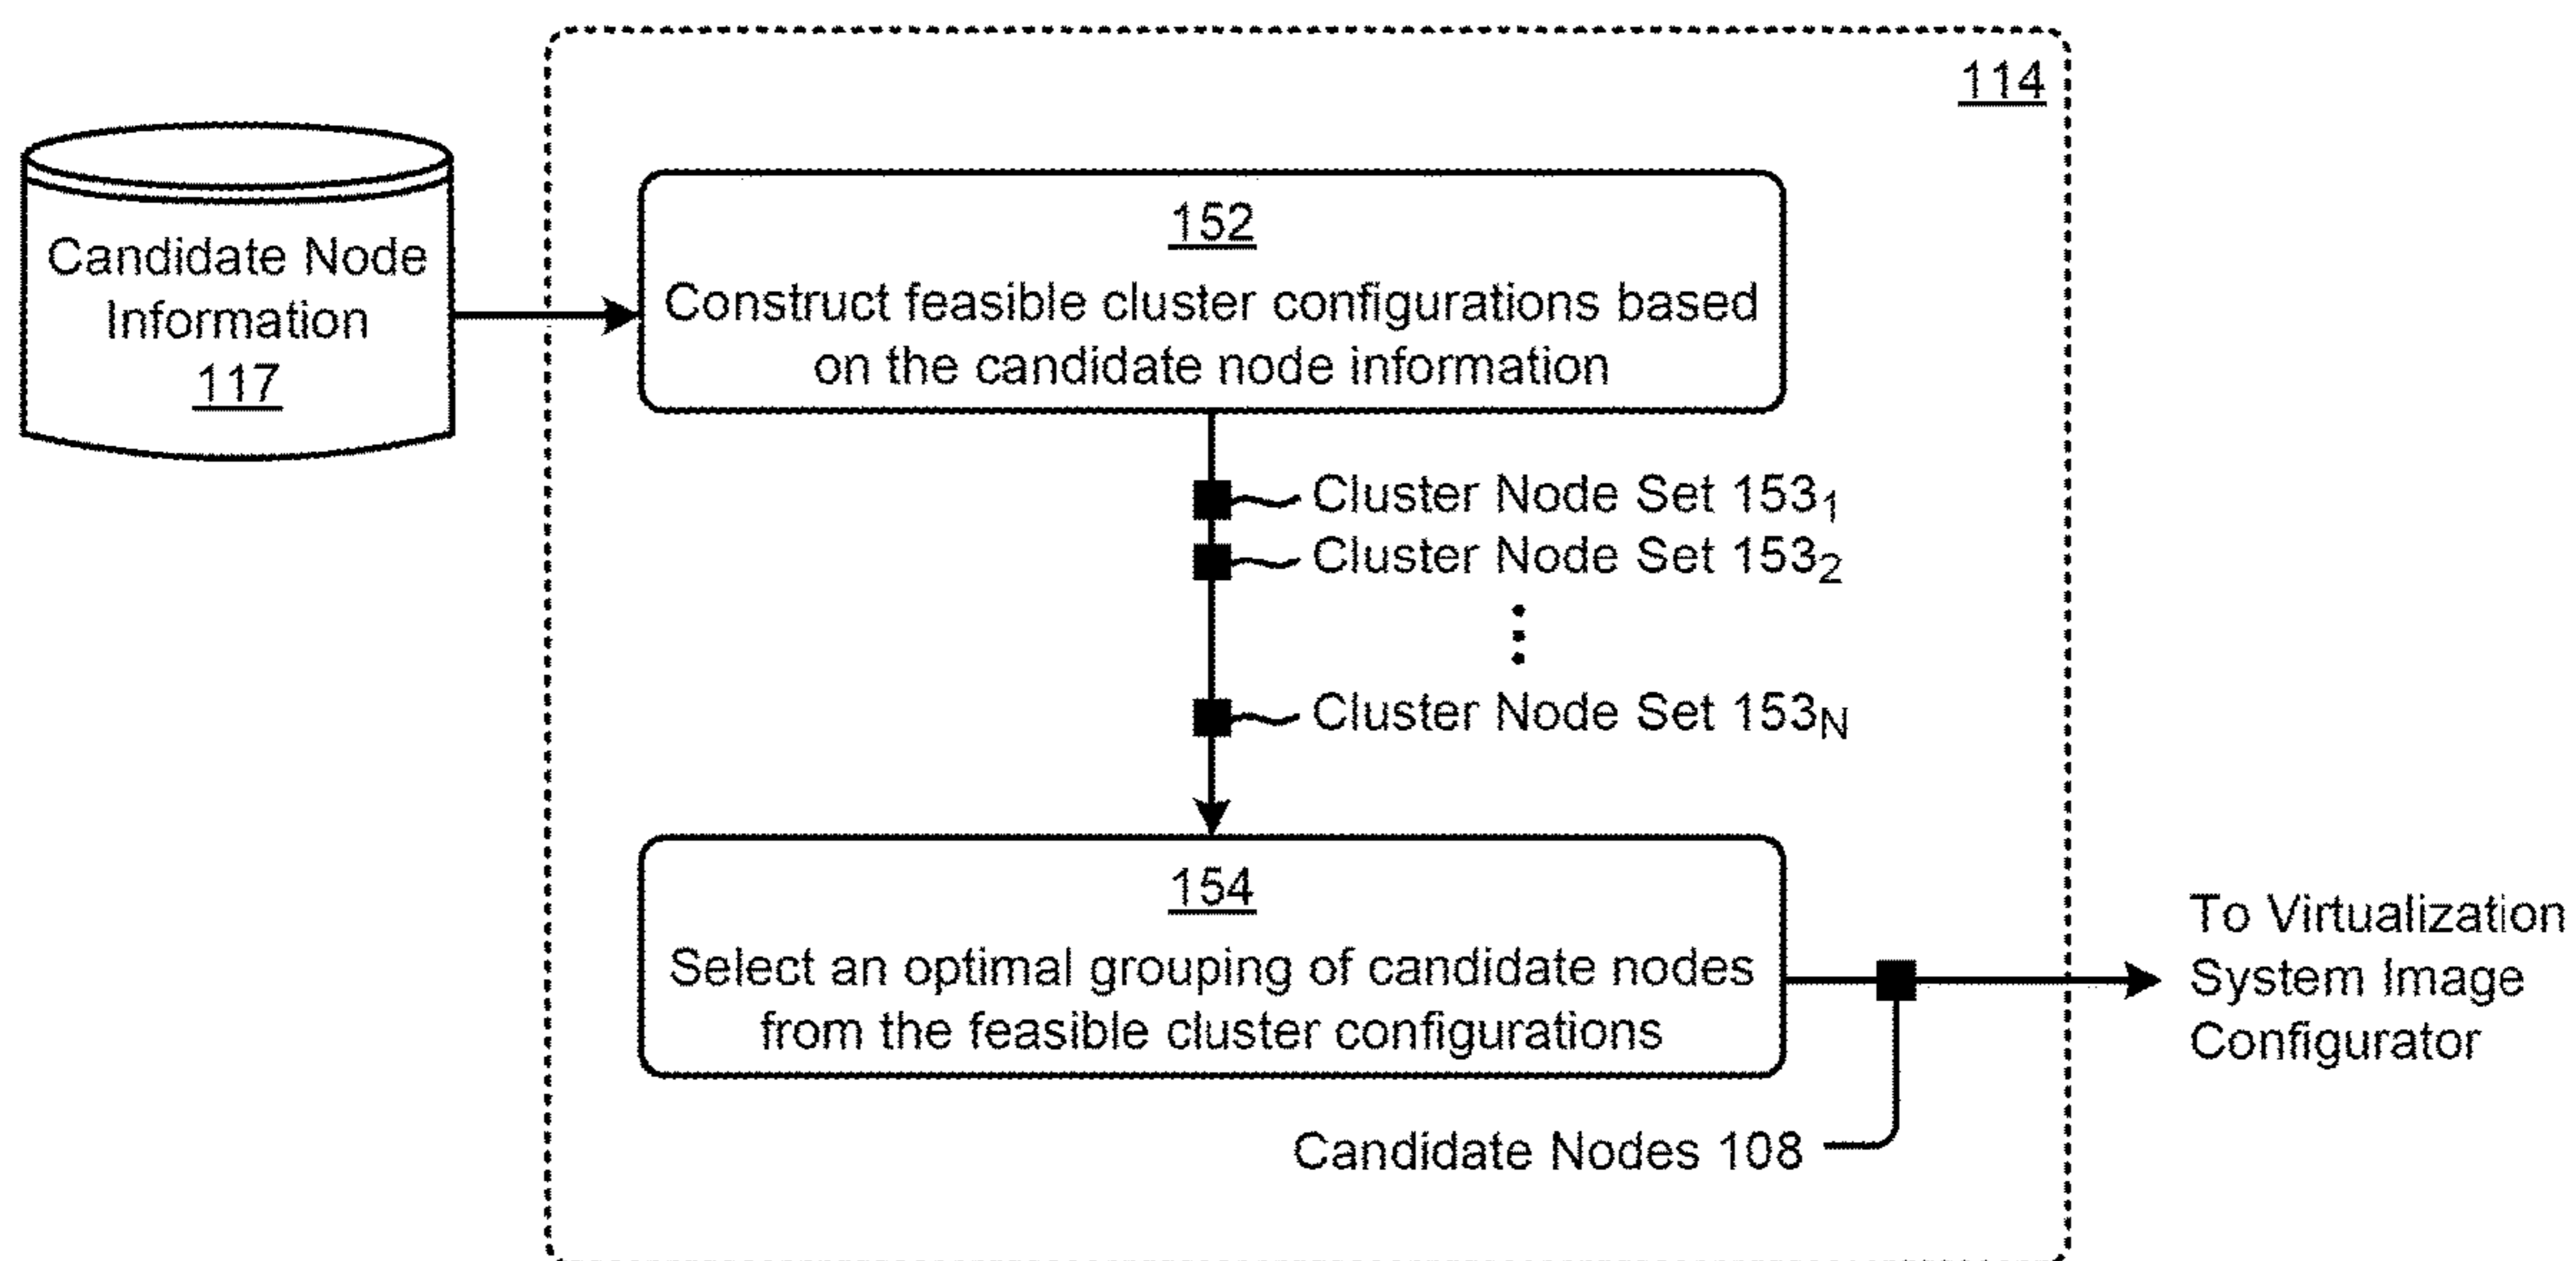 114
Candidate Node
Information
117
152
Construct feasible cluster configurations based
on the candidate node information
Cluster Node Set 153₁
Cluster Node Set 153₂
Cluster Node Set 153N
154
Select an optimal grouping of candidate nodes
from the feasible cluster configurations
To Virtualization
System Image
Configurator
Candidate Nodes 108